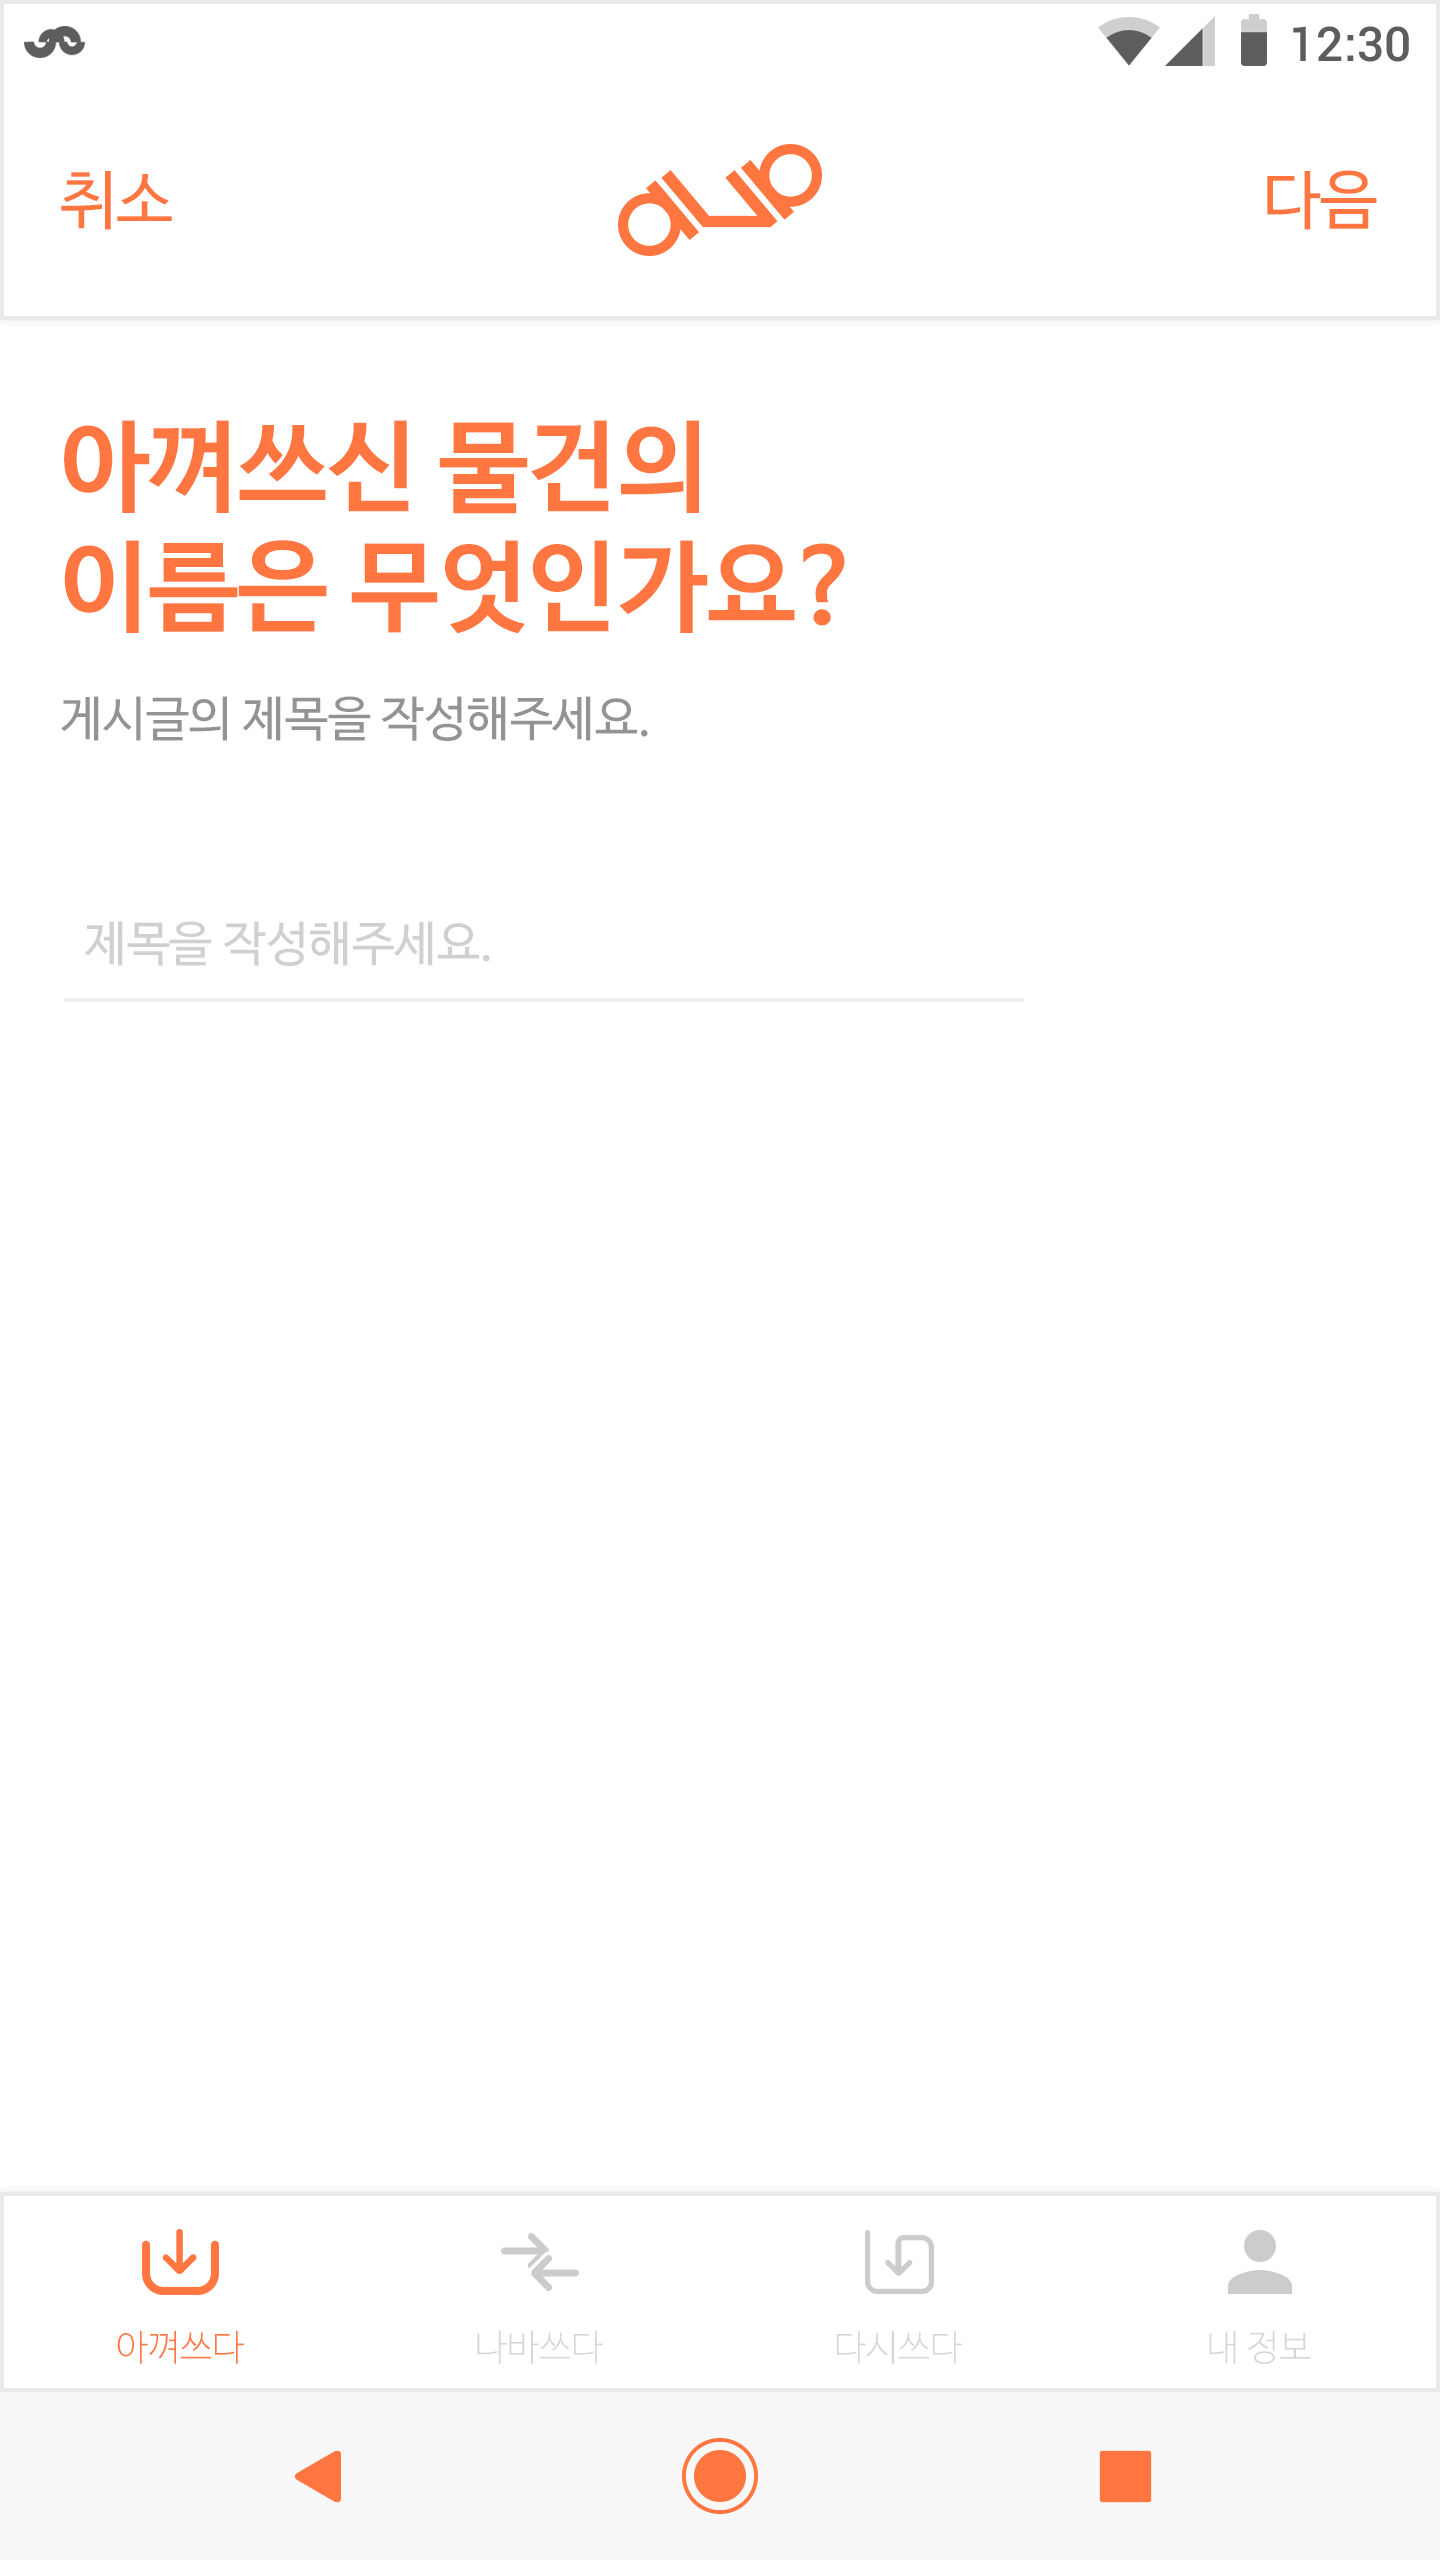 12:30
취소
다음
아껴쓰신 물건의
이름은 무엇인가요?
게시글의 제목을 작성해주세요.
제목을 작성해주세요.
아껴쓰다
나바쓰다
다시쓰다
내 정보